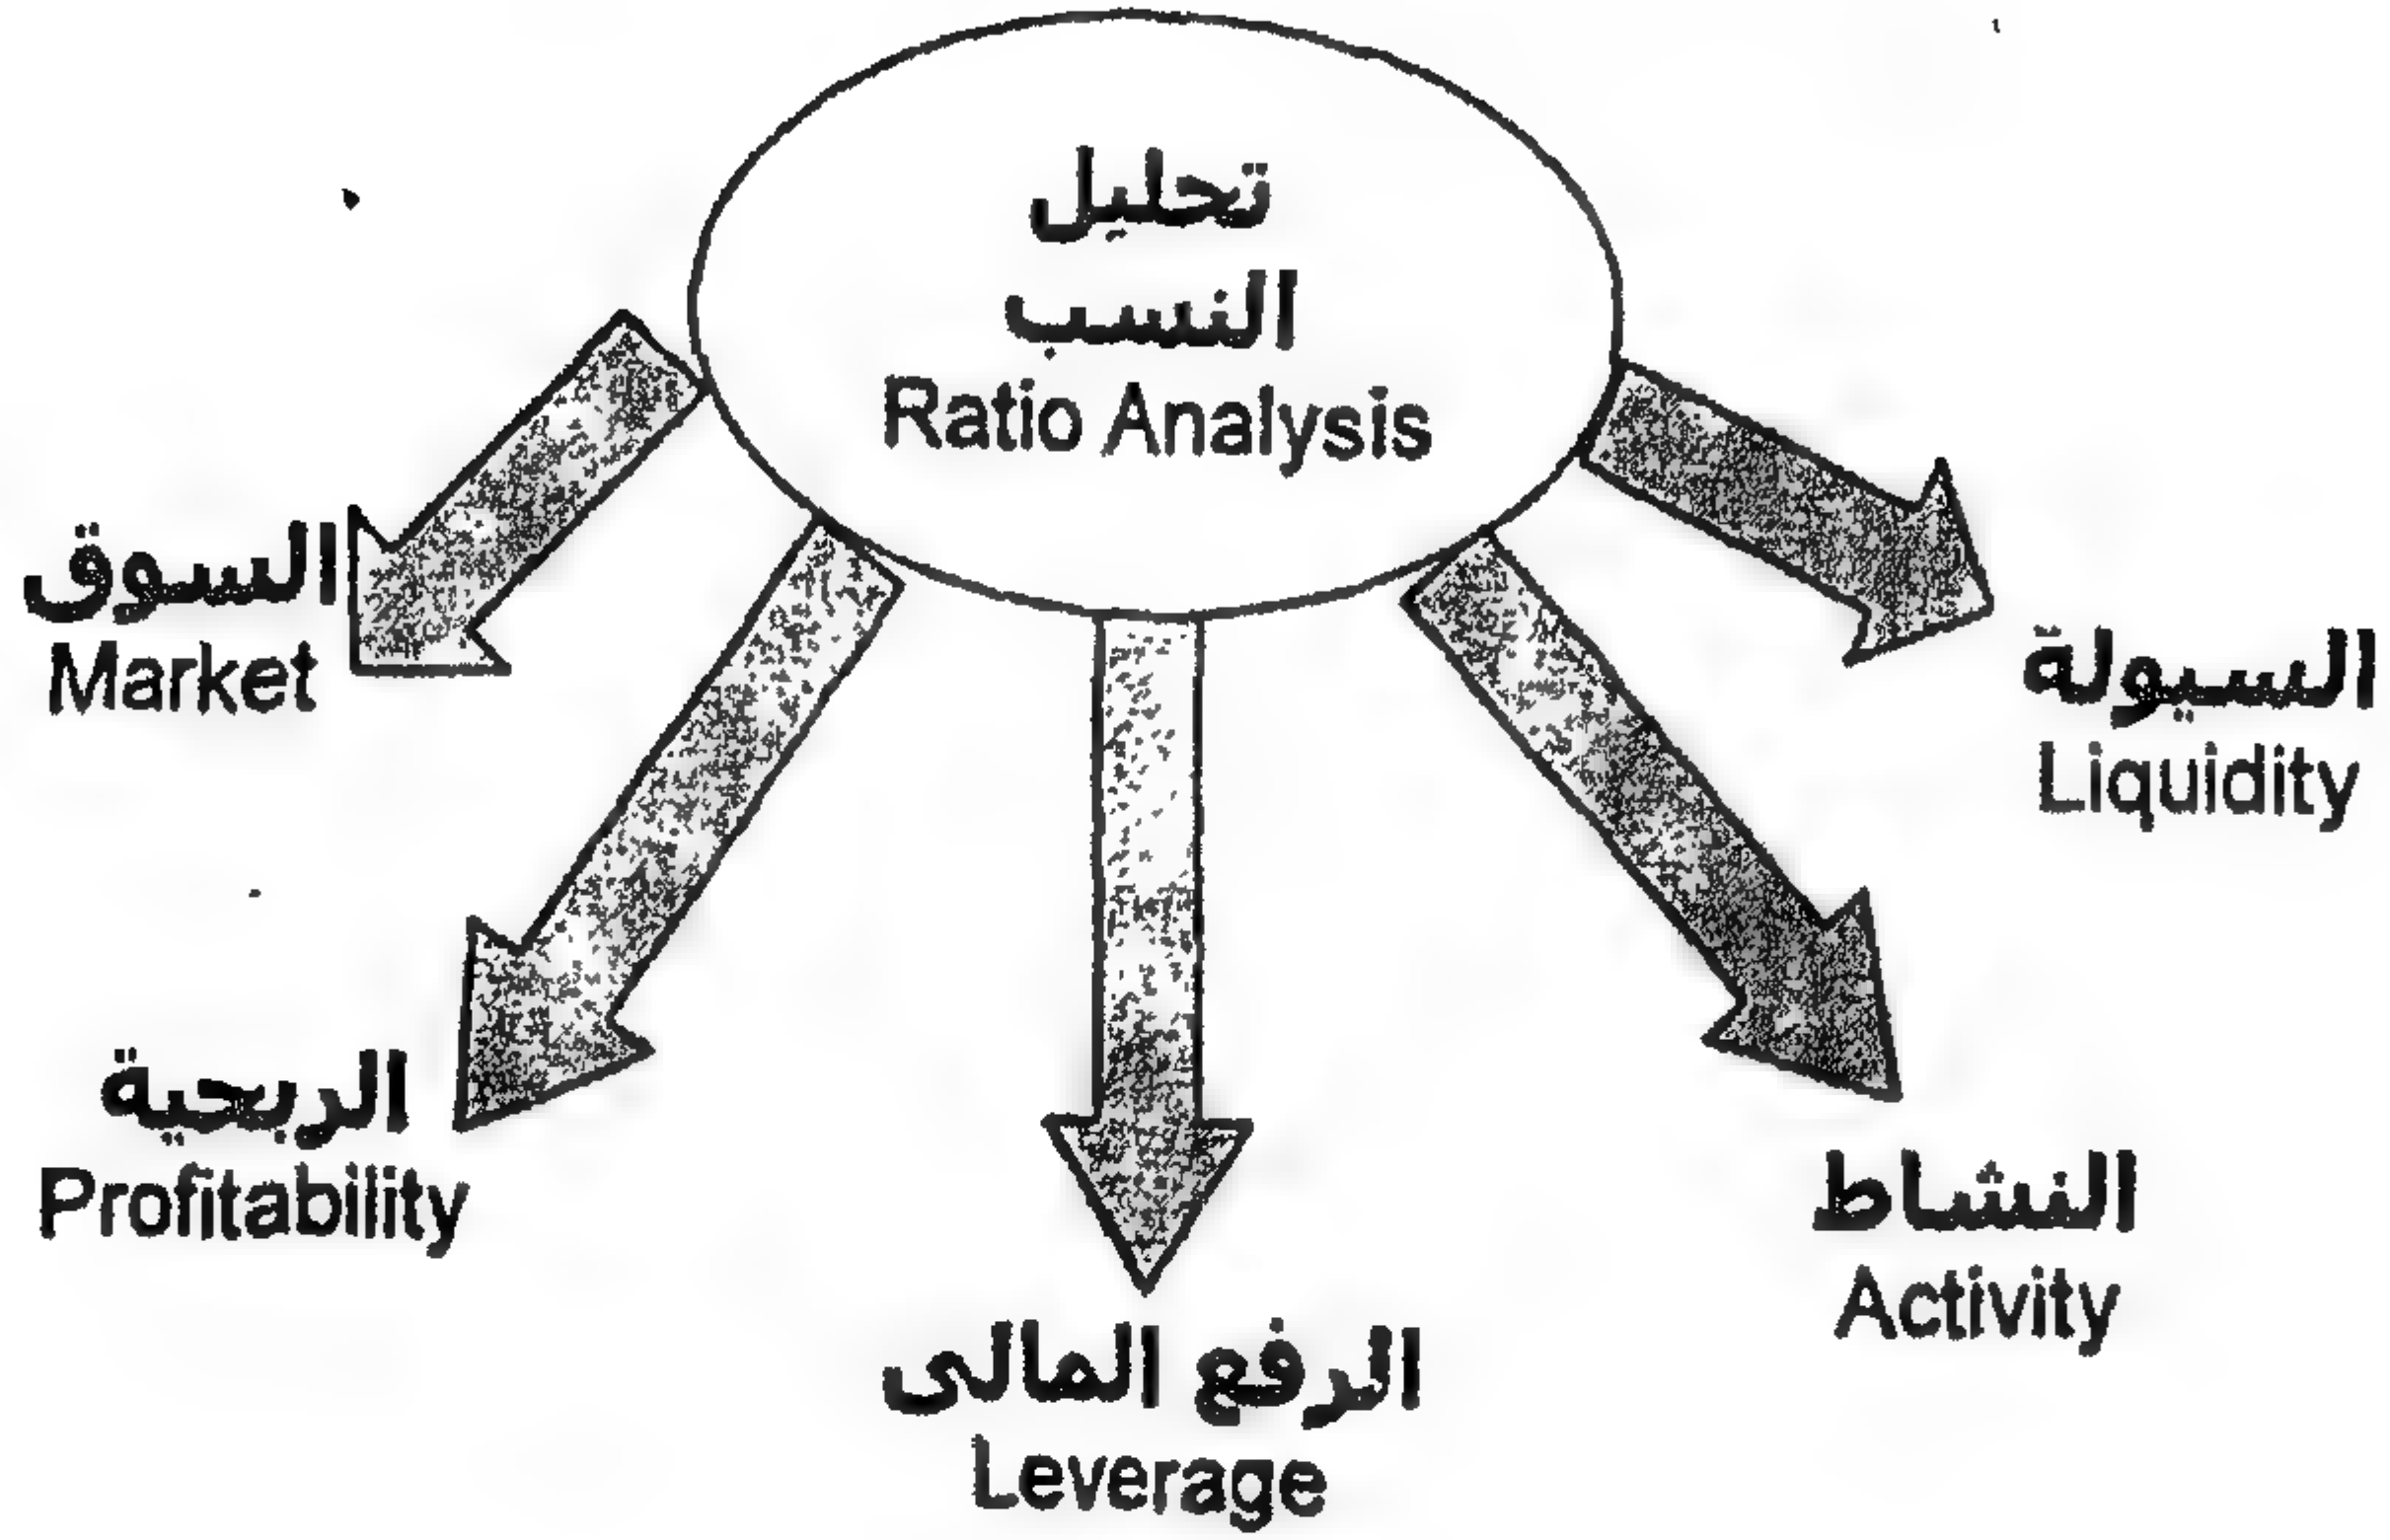 تحليل
النسب
Ratio Analysis
السيولة
Liquidity
النشاط
Activity
الرفع المالى
Leverage
الربحية
Profitability
السوق
Market